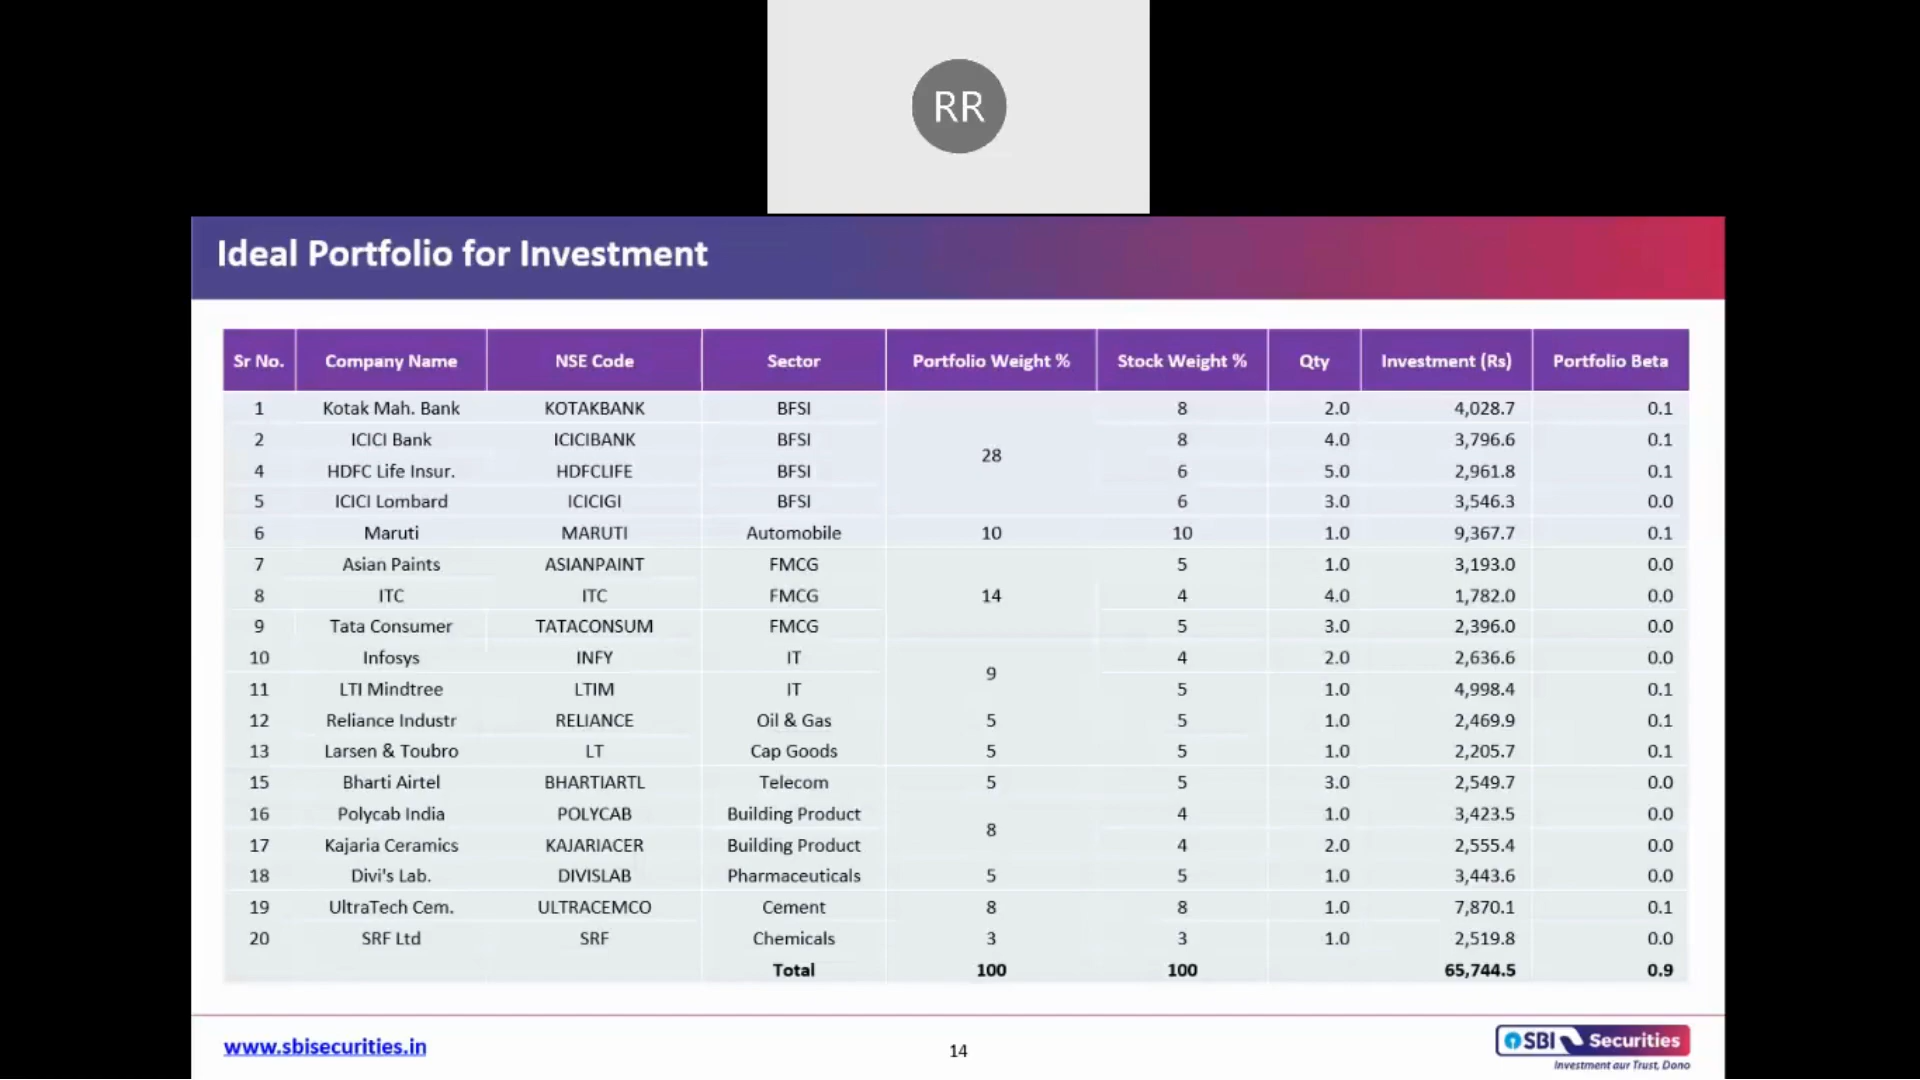 RR
Ideal Portfolio for Investment
Sr No. Company Name NSE Code Sector Portfolio Weight % Stock Weight % Qty Investment (Rs) Portfolio Beta
1 Kotak Mah. Bank KOTAKBANK BFSI 8 2.0 4,028.7 0.1
2 ICICI Bank ICICIBANK BFSI 8 4.0 3,796.6 0.1
28
4 HDFC Life Insur. HDFCLIFE BFSI 6 5.0 2,961.8 0.1
5 ICICI Lombard ICICIGI BFSI 6 3.0 3,546.3 0.0
6 Maruti MARUTI Automobile 10 10 1.0 9,367.7 0.1
7 Asian Paints ASIANPAINT FMCG 5 1.0 3,193.0 0.0
8 ITC ITC FMCG 14 4 4.0 1,782.0 0.0
9 Tata Consumer TATACONSUM FMCG 5 3.0 2,396.0 0.0
10 Infosys INFY IT 4 2.0 2,636.6 0.0
9
11 LTI Mindtree LTIM IT 5 1.0 4,998.4 0.1
12 Reliance Industr RELIANCE Oil & Gas 5 5 1.0 2,469.9 0.1
13 Larsen & Toubro LT Cap Goods 5 5 1.0 2,205.7 0.1
15 Bharti Airtel BHARTIARTL Telecom 5 5 3.0 2,549.7 0.0
16 Polycab India POLYCAB Building Product 4 1.0 3,423.5 0.0
8
17 Kajaria Ceramics KAJARIACER Building Product 4 2.0 2,555.4 0.0
18 Divi's Lab. DIVISLAB Pharmaceuticals 5 5 1.0 3,443.6 0.0
19 UltraTech Cem. ULTRACEMCO Cement 8 8 1.0 7,870.1 0.1
20 SRF Ltd SRF Chemicals 3 3 1.0 2,519.8 0.0
Total 100 100 65,744.5 0.9
www.sbisecurities.in
14
SBI Securities
Investment aur Trust, Dono